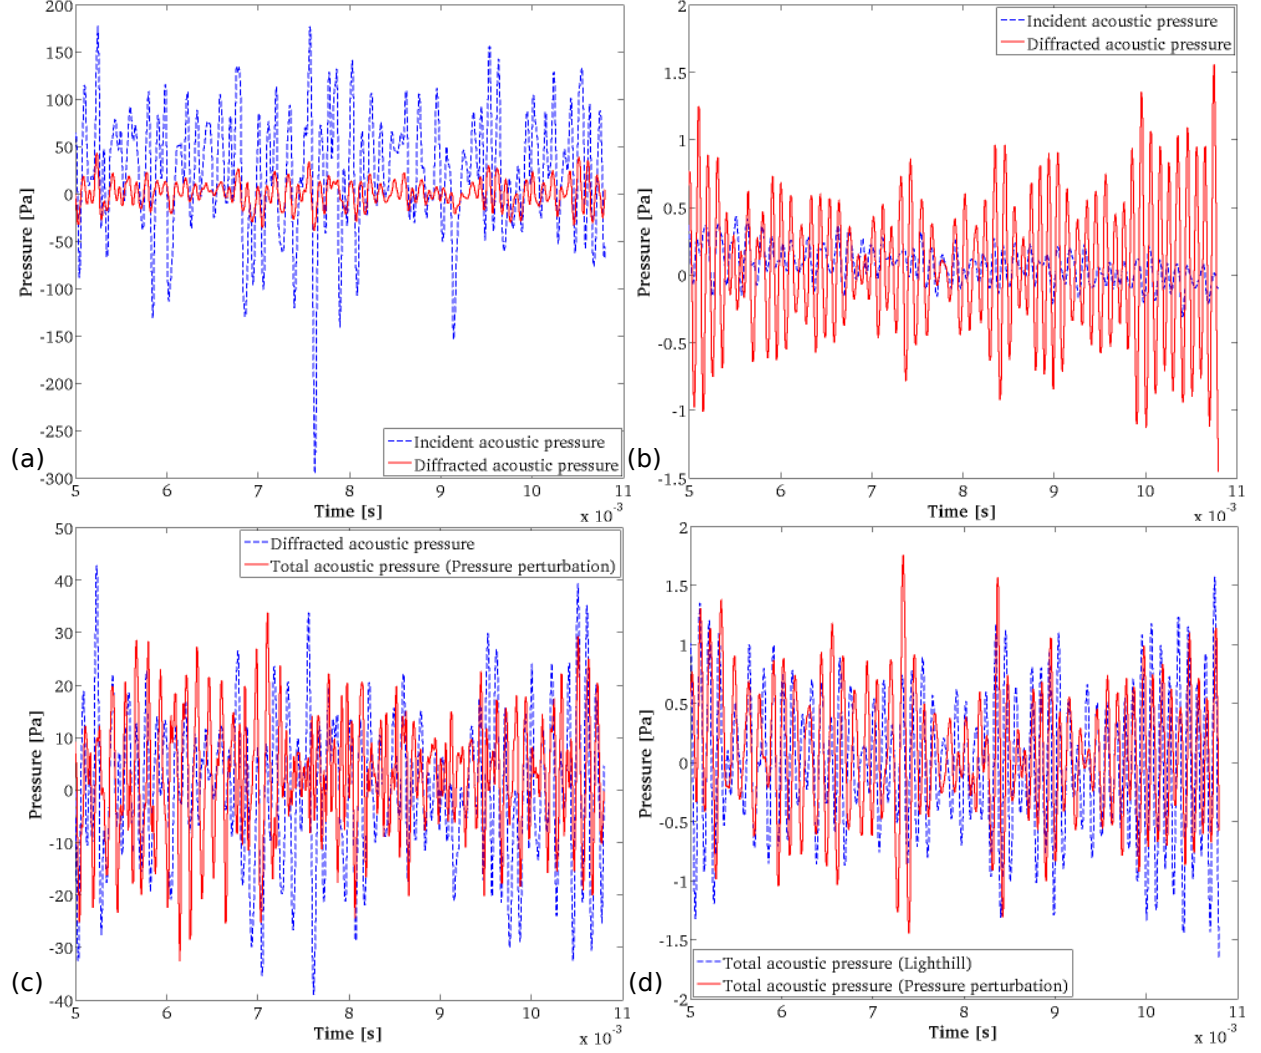 200
150
100
50
0
-50
-100
-150
-200
-250
-300
Pressure [Pa]
Incident acoustic pressure
Diffracted acoustic pressure
(a)
5 6 7 8 9 10 11
Time [s]
x 10⁻³
2
1.5
1
0.5
0
-0.5
-1
-1.5
Pressure [Pa]
Incident acoustic pressure
Diffracted acoustic pressure
(b)
5 6 7 8 9 10 11
Time [s]
x 10⁻³
50
40
30
20
10
0
-10
-20
-30
-40
Pressure [Pa]
Diffracted acoustic pressure
Total acoustic pressure (Pressure perturbation)
(c)
5 6 7 8 9 10 11
Time [s]
x 10⁻³
2
1.5
1
0.5
0
-0.5
-1
-1.5
-2
Pressure [Pa]
Total acoustic pressure (Lighthill)
Total acoustic pressure (Pressure perturbation)
(d)
5 6 7 8 9 10 11
Time [s]
x 10⁻³